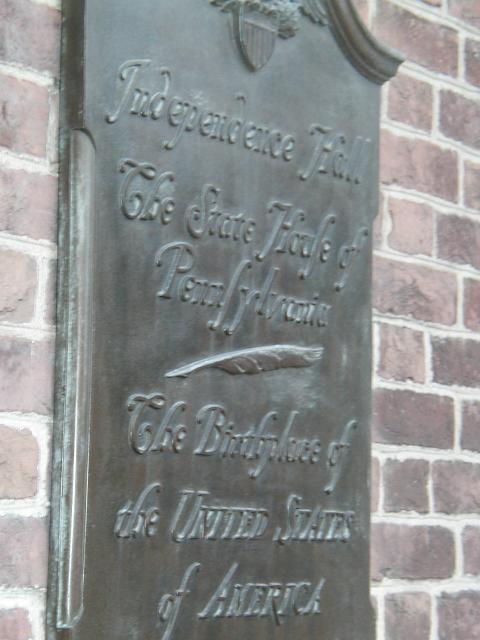 Independence Hall
The State Houſe of
Pennſylvania
The Birthplace of
the UNITED STATES
of AMERICA